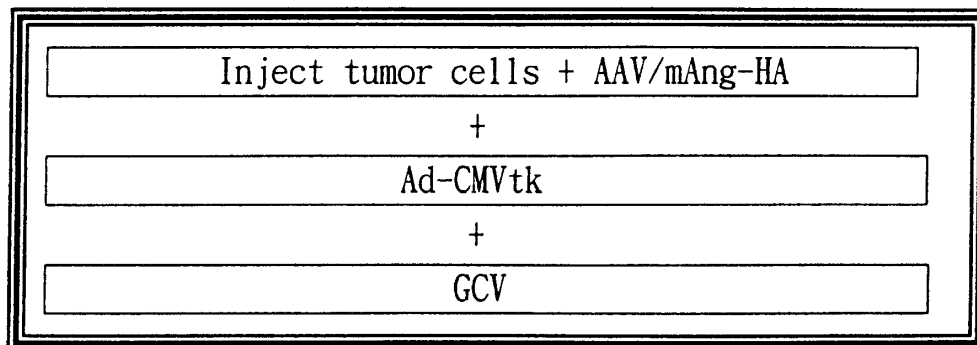 Inject tumor cells + AAV/mAng-HA
+
Ad-CMVtk
+
GCV